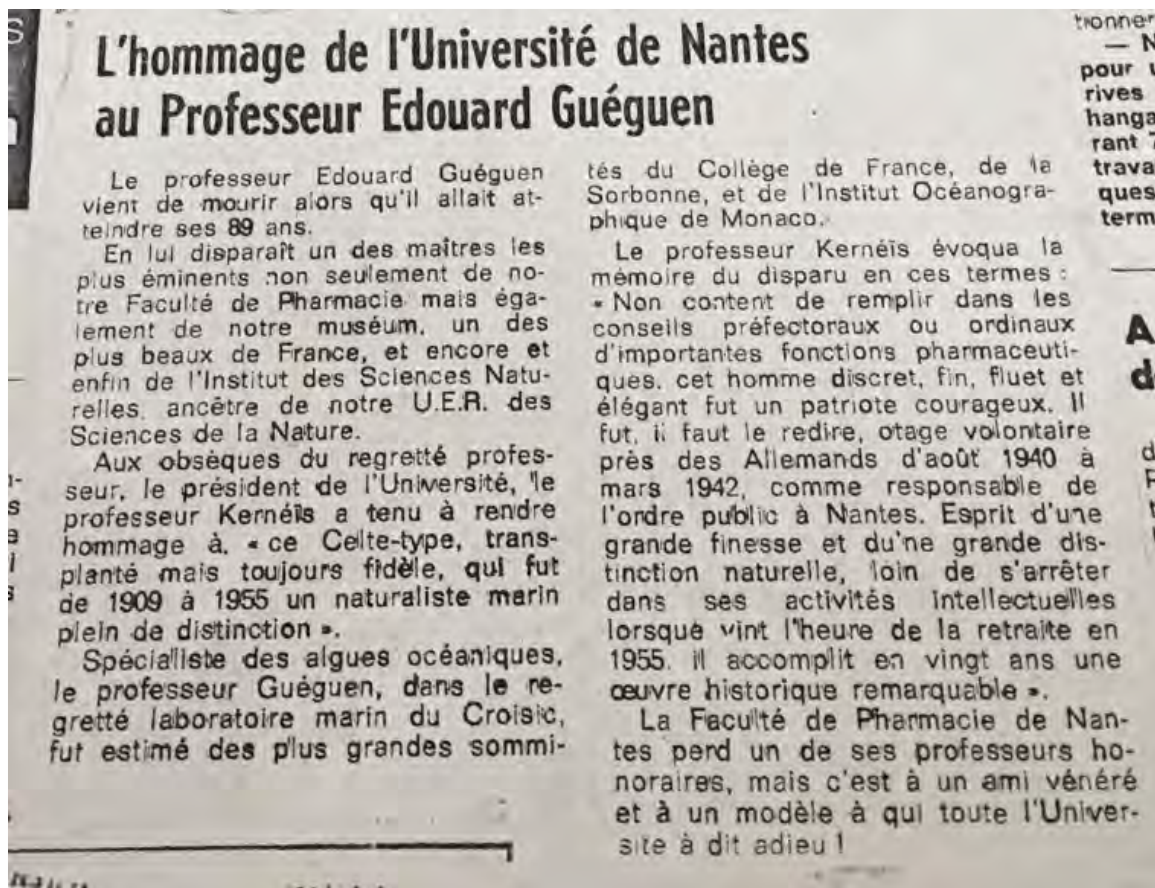 L'hommage de l'Université de Nantes
au Professeur Edouard Guéguen
Le professeur Edouard Guéguen
vient de mourir alors qu'il allait at-
teindre ses 89 ans.
En lui disparaît un des maîtres les
plus éminents non seulement de no-
tre Faculté de Pharmacie mais éga-
lement de notre muséum, un des
plus beaux de France, et encore et
enfin de l'Institut des Sciences Natu-
relles, ancêtre de notre U.E.R. des
Sciences de la Nature.
Aux obsèques du regretté profes-
seur, le président de l'Université, le
professeur Kernéïs a tenu à rendre
hommage à, « ce Celte-type, trans-
planté mais toujours fidèle, qui fut
de 1909 à 1955 un naturaliste marin
plein de distinction ».
Spécialiste des algues océaniques,
le professeur Guéguen, dans le re-
gretté laboratoire marin du Croisic,
fut estimé des plus grandes sommi-
tés du Collège de France, de la
Sorbonne, et de l'Institut Océanogra-
phique de Monaco.
Le professeur Kernéïs évoqua la
mémoire du disparu en ces termes :
« Non content de remplir dans les
conseils préfectoraux ou ordinaux
d'importantes fonctions pharmaceuti-
ques, cet homme discret, fin, fluet et
élégant fut un patriote courageux. Il
fut, il faut le redire, otage volontaire
près des Allemands d'août 1940 à
mars 1942, comme responsable de
l'ordre public à Nantes. Esprit d'une
grande finesse et du'ne grande dis-
tinction naturelle, loin de s'arrêter
dans ses activités intellectuelles
lorsque vint l'heure de la retraite en
1955, il accomplit en vingt ans une
œuvre historique remarquable ».
La Faculté de Pharmacie de Nan-
tes perd un de ses professeurs ho-
noraires, mais c'est à un ami vénéré
et à un modèle à qui toute l'Univer-
site à dit adieu !
tionner
— N
pour u
rives
hanga
rant 7
trava
ques
term